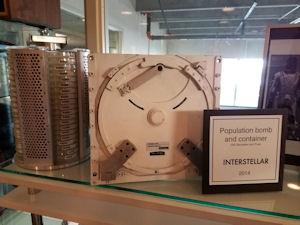 Population bomb
and container
INTERSTELLAR
2014